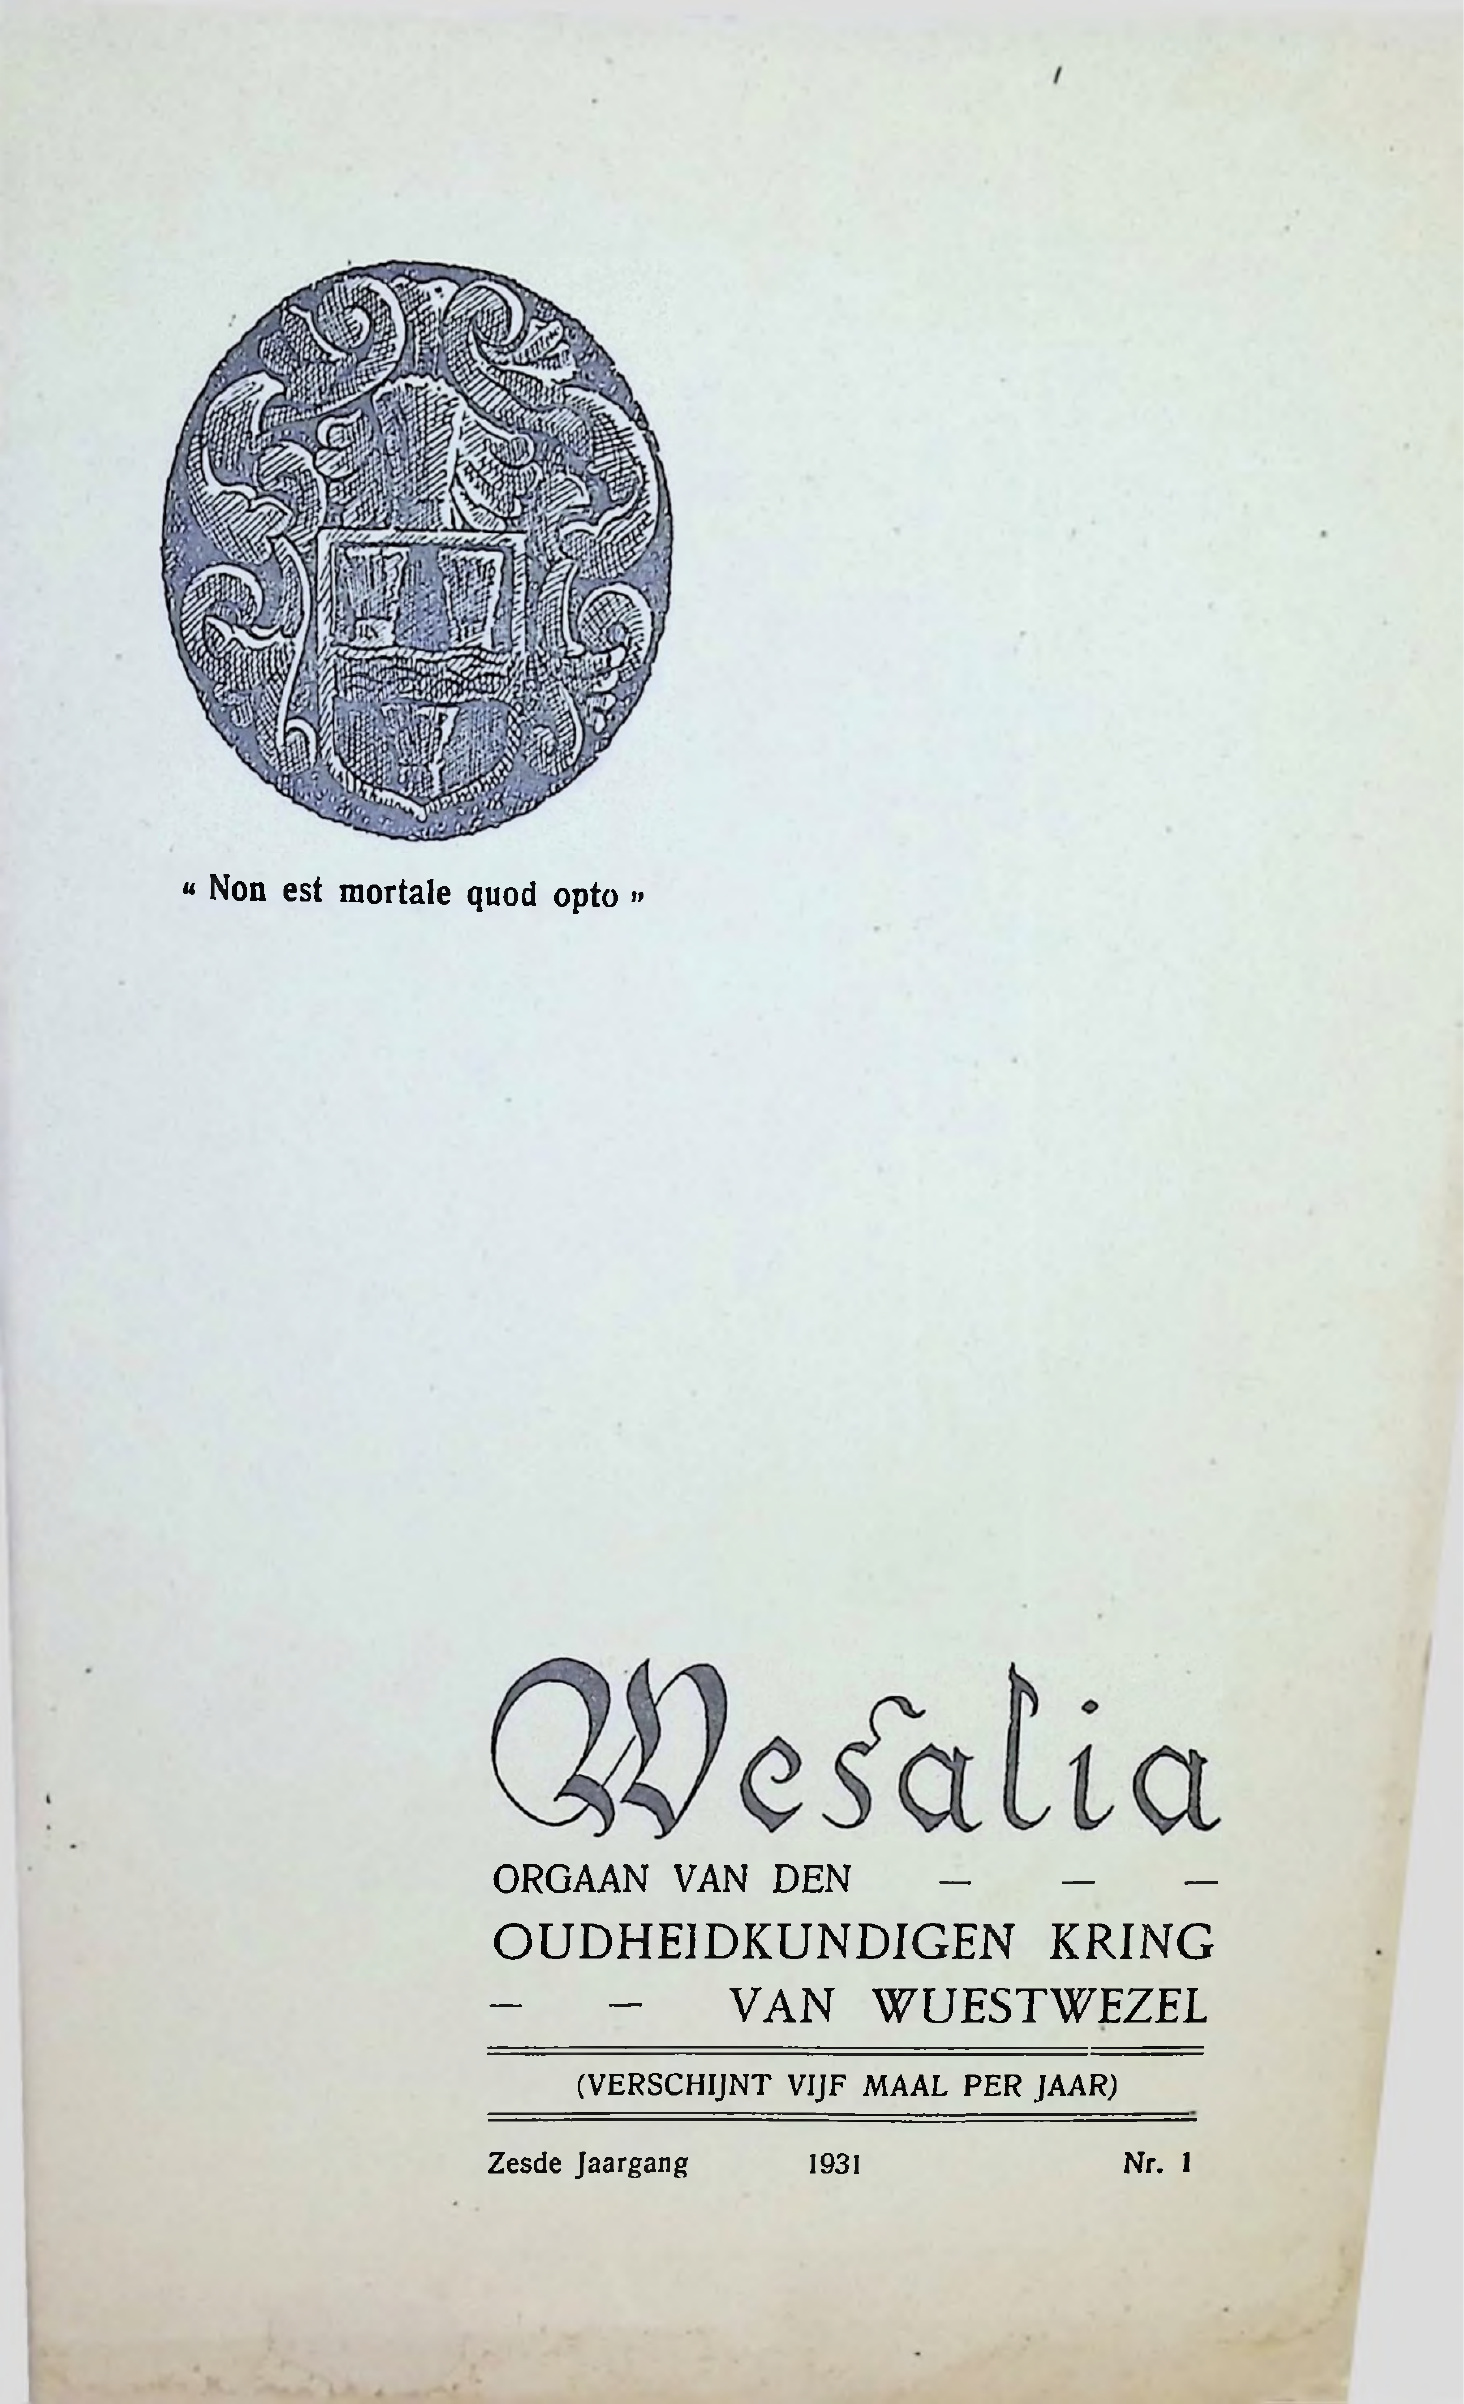 “ Non est mortale quod opto ”
Wesalia
ORGAAN VAN DEN — — —
OUDHEIDKUNDIGEN KRING
— — VAN WUESTWEZEL
(VERSCHIJNT VIJF MAAL PER JAAR)
Zesde Jaargang 1931 Nr. 1